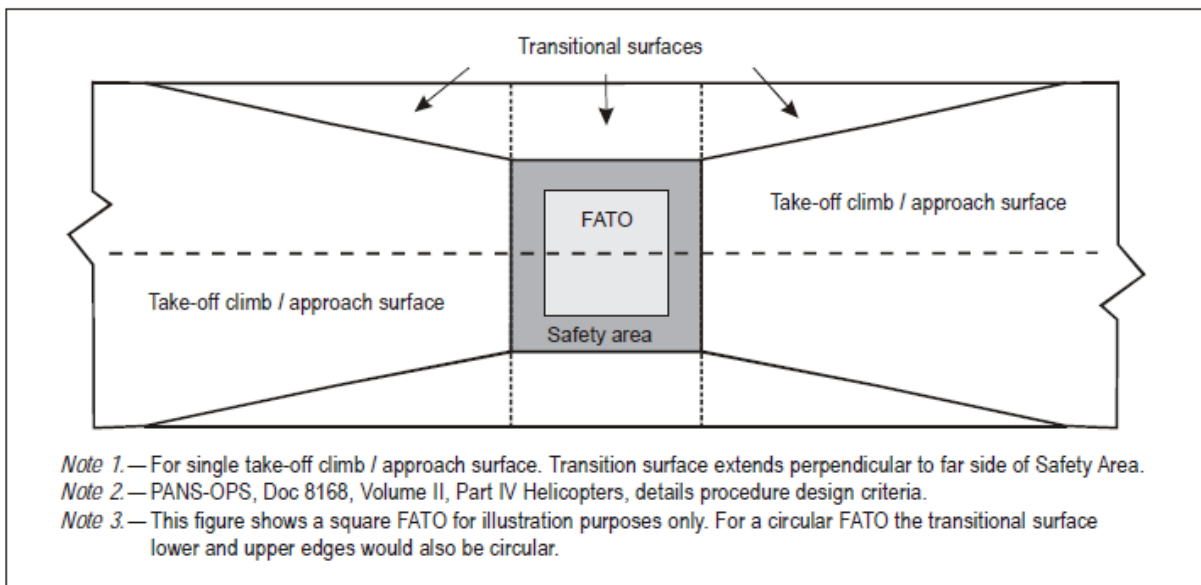 Transitional surfaces
Take-off climb / approach surface
FATO
Take-off climb / approach surface
Safety area
Note 1.— For single take-off climb / approach surface. Transition surface extends perpendicular to far side of Safety Area.
Note 2.— PANS-OPS, Doc 8168, Volume II, Part IV Helicopters, details procedure design criteria.
Note 3.— This figure shows a square FATO for illustration purposes only. For a circular FATO the transitional surface
lower and upper edges would also be circular.